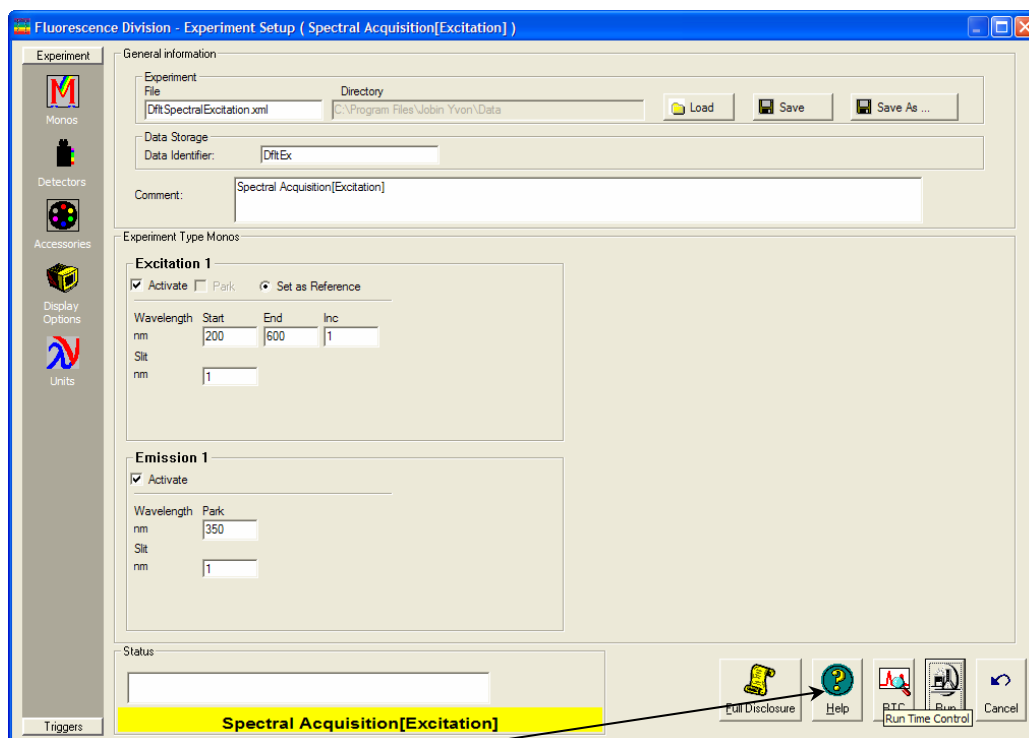 Fluorescence Division - Experiment Setup ( Spectral Acquisition[Excitation] )
Experiment
Monos
Detectors
Accessories
Display
Options
Units
Triggers
General information
Experiment
File Directory
DfltSpectralExcitation.xml C:\Program Files\Jobin Yvon\Data Load Save Save As ...
Data Storage
Data Identifier: DfltEx
Comment: Spectral Acquisition[Excitation]
Experiment Type Monos
Excitation 1
Activate Park Set as Reference
Wavelength Start End Inc
nm 200 600 1
Slit
nm 1
Emission 1
Activate
Wavelength Park
nm 350
Slit
nm 1
Status
Spectral Acquisition[Excitation]
Full Disclosure Help RTC Run Cancel
Run Time Control